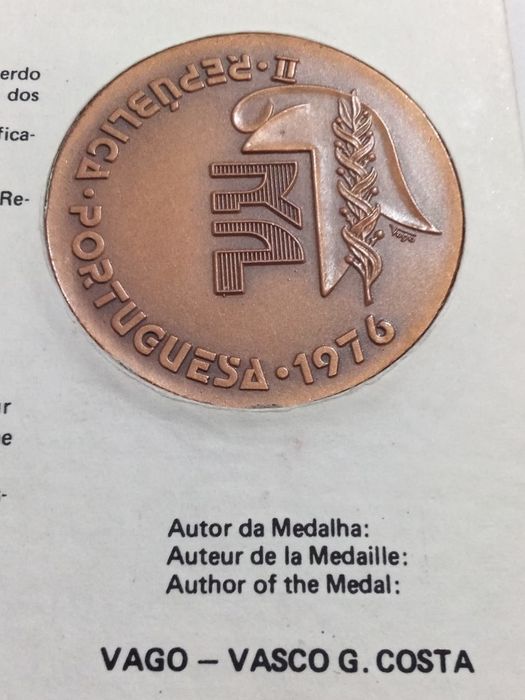 erdo
dos
fica-
Re-
II • REPÚBLICA • PORTUGUESA • 1976
Vago
Autor da Medalha:
Auteur de la Medaille:
Author of the Medal:
VAGO – VASCO G. COSTA